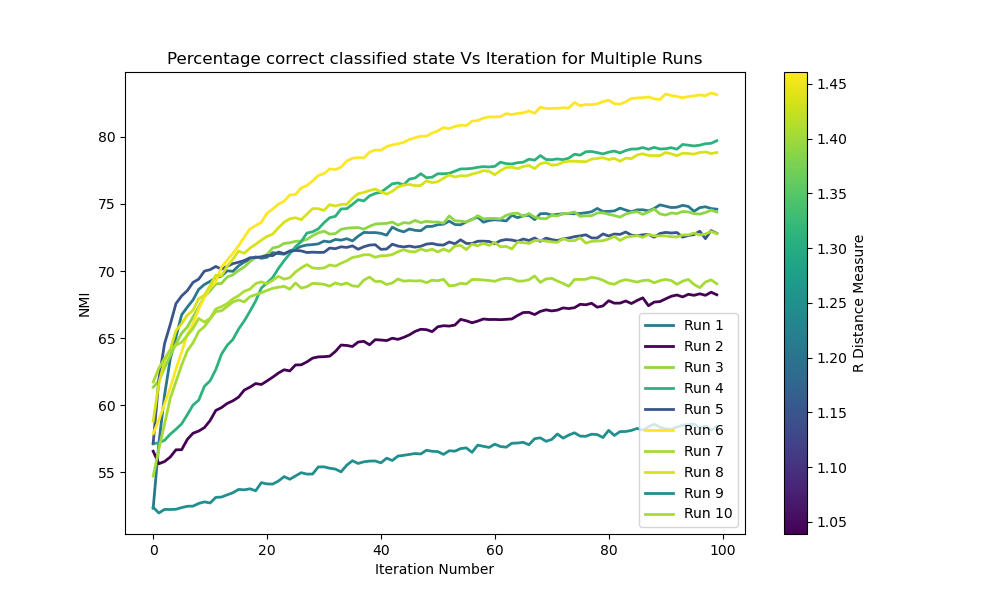 Percentage correct classified state Vs Iteration for Multiple Runs
NMI
80
75
70
65
60
55
0
20
40
60
80
100
Iteration Number
Run 1
Run 2
Run 3
Run 4
Run 5
Run 6
Run 7
Run 8
Run 9
Run 10
1.45
1.40
1.35
1.30
1.25
1.20
1.15
1.10
1.05
R Distance Measure